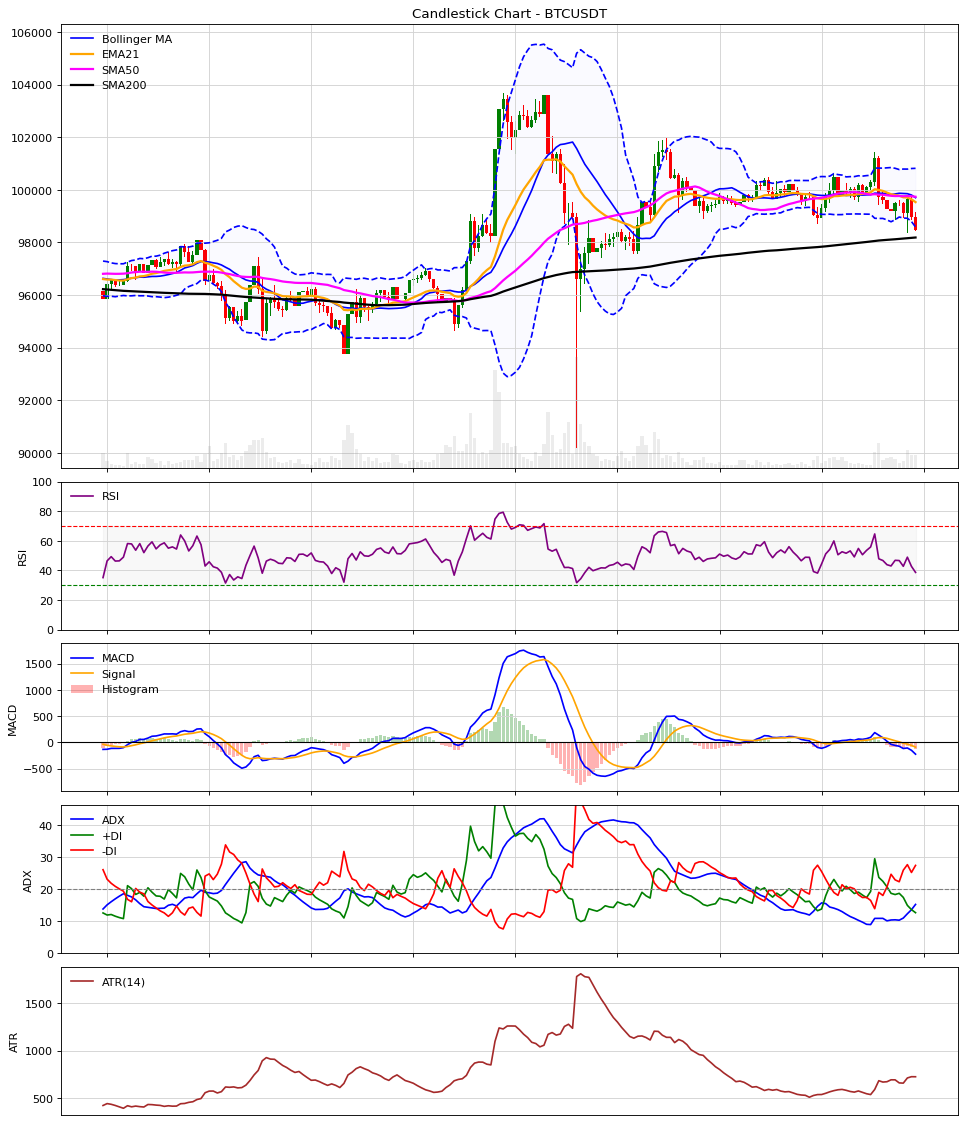 Candlestick Chart - BTCUSDT
106000
104000
102000
100000
98000
96000
94000
92000
90000
Bollinger MA
EMA21
SMA50
SMA200
100
80
60
40
20
0
RSI
RSI
1500
1000
500
0
−500
MACD
MACD
Signal
Histogram
40
30
20
10
0
ADX
ADX
+DI
-DI
1500
1000
500
ATR
ATR(14)